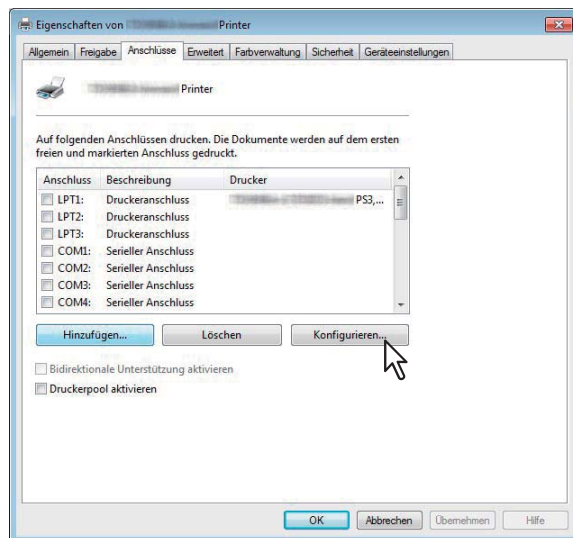 Eigenschaften von Printer
Allgemein Freigabe Anschlüsse Erweitert Farbverwaltung Sicherheit Geräteeinstellungen
Printer
Auf folgenden Anschlüssen drucken. Die Dokumente werden auf dem ersten
freien und markierten Anschluss gedruckt.
Anschluss Beschreibung Drucker
LPT1: Druckeranschluss PS3,...
LPT2: Druckeranschluss
LPT3: Druckeranschluss
COM1: Serieller Anschluss
COM2: Serieller Anschluss
COM3: Serieller Anschluss
COM4: Serieller Anschluss
Hinzufügen... Löschen Konfigurieren...
Bidirektionale Unterstützung aktivieren
Druckerpool aktivieren
OK Abbrechen Übernehmen Hilfe